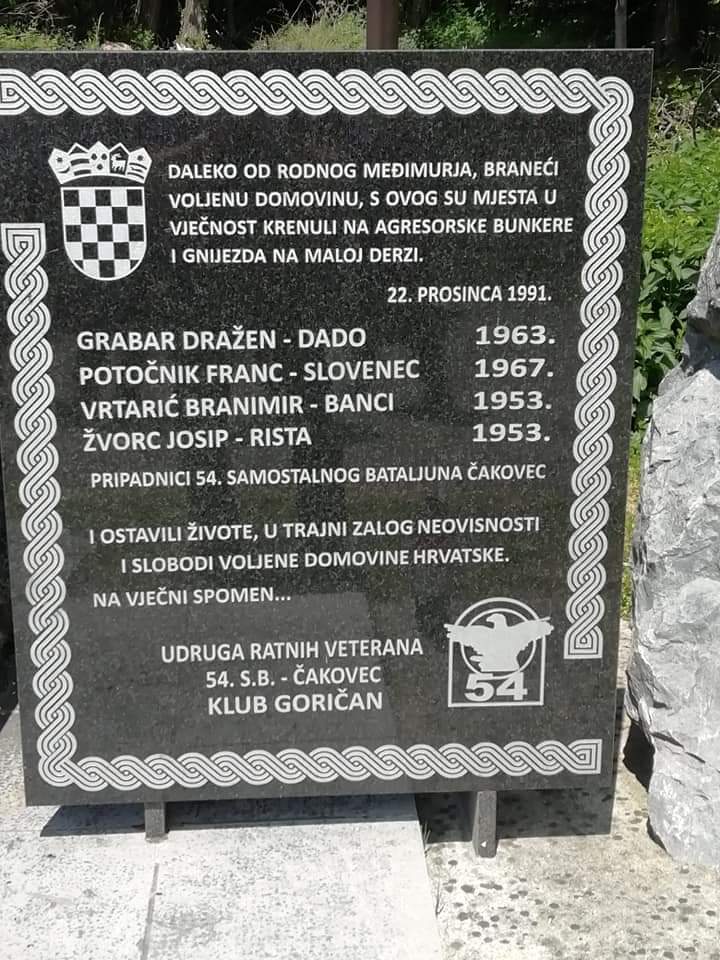 DALEKO OD RODNOG MEĐIMURJA, BRANEĆI
VOLJENU DOMOVINU, S OVOG SU MJESTA U
VJEČNOST KRENULI NA AGRESORSKE BUNKERE
I GNIJEZDA NA MALOJ DERZI.
22. PROSINCA 1991.
GRABAR DRAŽEN - DADO 1963.
POTOČNIK FRANC - SLOVENEC 1967.
VRTARIĆ BRANIMIR - BANCI 1953.
ŽVORC JOSIP - RISTA 1953.
PRIPADNICI 54. SAMOSTALNOG BATALJUNA ČAKOVEC
I OSTAVILI ŽIVOTE, U TRAJNI ZALOG NEOVISNOSTI
I SLOBODI VOLJENE DOMOVINE HRVATSKE.
NA VJEČNI SPOMEN...
UDRUGA RATNIH VETERANA
54. S.B. - ČAKOVEC
KLUB GORIČAN
54